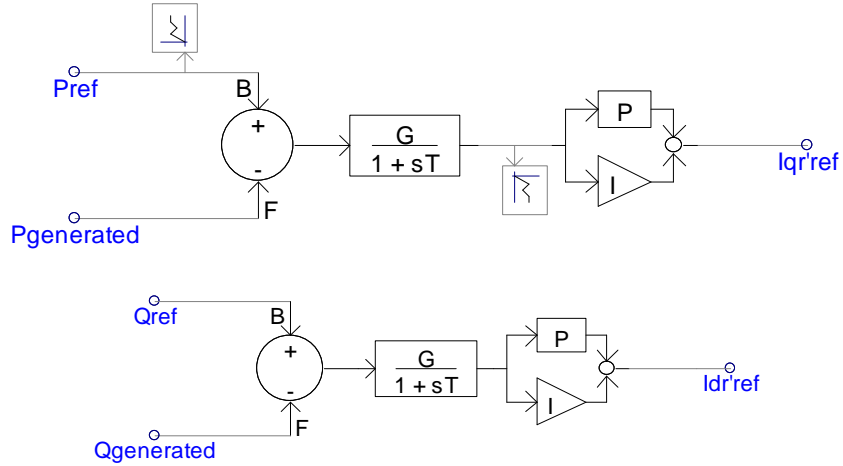 Pref
B
+
-
F
Pgenerated
G
1 + sT
P
I
Iqr'ref
Qref
B
+
-
F
Qgenerated
G
1 + sT
P
I
Idr'ref